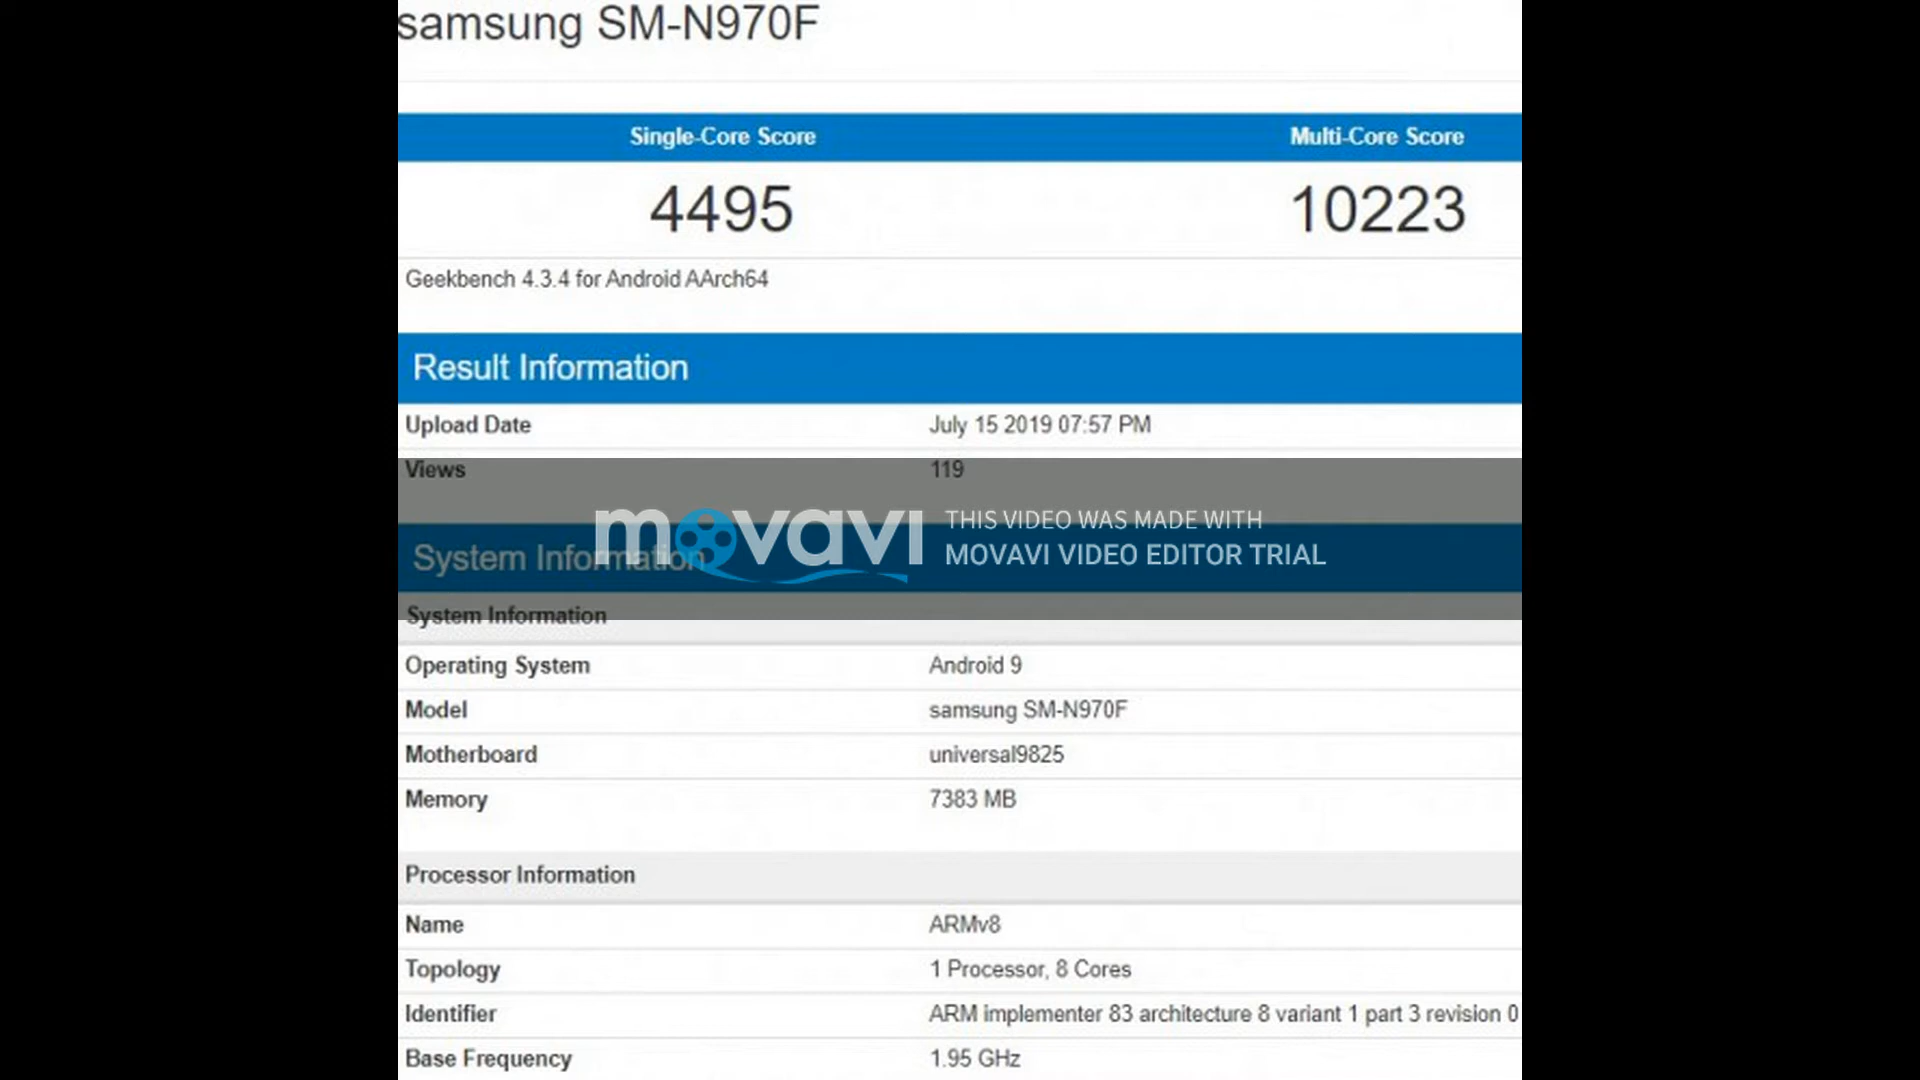 samsung SM-N970F
Single-Core Score Multi-Core Score
4495 10223
Geekbench 4.3.4 for Android AArch64
Result Information
Upload Date July 15 2019 07:57 PM
Views 119
movavi THIS VIDEO WAS MADE WITH
MOVAVI VIDEO EDITOR TRIAL
System Information
System Information
Operating System Android 9
Model samsung SM-N970F
Motherboard universal9825
Memory 7383 MB
Processor Information
Name ARMv8
Topology 1 Processor, 8 Cores
Identifier ARM implementer 83 architecture 8 variant 1 part 3 revision 0
Base Frequency 1.95 GHz